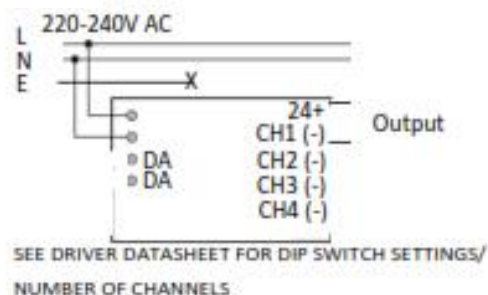 220-240V AC
L
N
E
X
24+
CH1 (-)
Output
DA
CH2 (-)
DA
CH3 (-)
CH4 (-)
SEE DRIVER DATASHEET FOR DIP SWITCH SETTINGS/
NUMBER OF CHANNELS